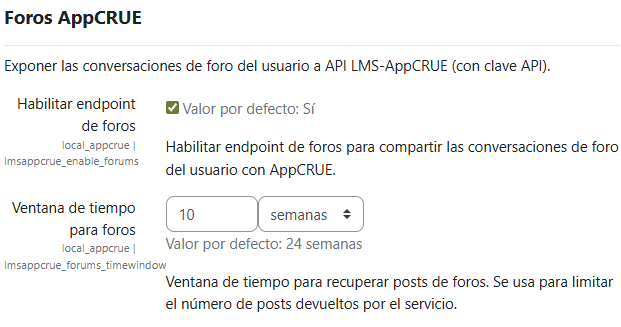 Foros AppCRUE
Exponer las conversaciones de foro del usuario a API LMS-AppCRUE (con clave API).
Habilitar endpoint
de foros
local_appcrue |
lmsappcrue_enable_forums
Valor por defecto: Sí
Habilitar endpoint de foros para compartir las conversaciones de foro
del usuario con AppCRUE.
Ventana de tiempo
para foros
local_appcrue |
lmsappcrue_forums_timewindow
10
semanas
Valor por defecto: 24 semanas
Ventana de tiempo para recuperar posts de foros. Se usa para limitar
el número de posts devueltos por el servicio.